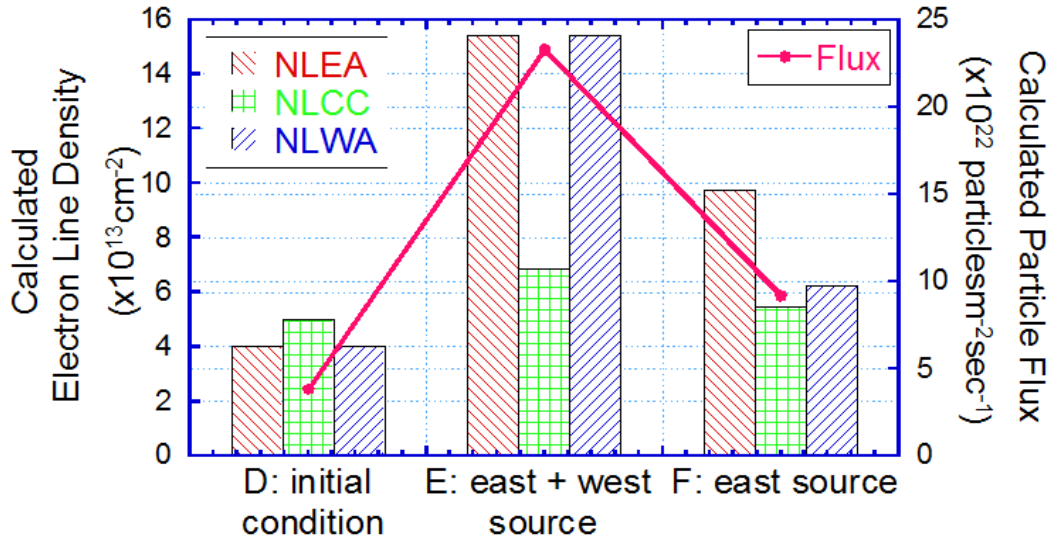 Calculated
Electron Line Density
(x10¹³cm⁻²)
16
14
12
10
8
6
4
2
0
NLEA
NLCC
NLWA
Flux
25
20
15
10
5
0
Calculated Particle Flux
(x10²² particlesm⁻²sec⁻¹)
D: initial
condition
E: east + west
source
F: east source